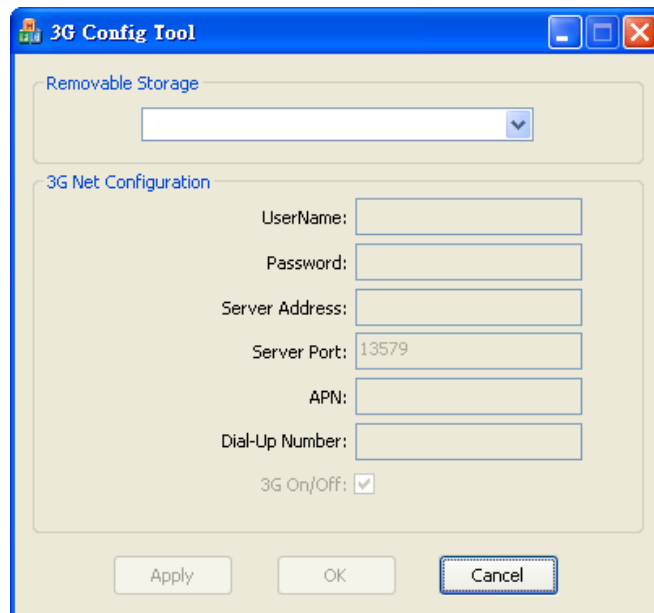 3G Config Tool
Removable Storage
3G Net Configuration
UserName:
Password:
Server Address:
Server Port: 13579
APN:
Dial-Up Number:
3G On/Off:
Apply OK Cancel